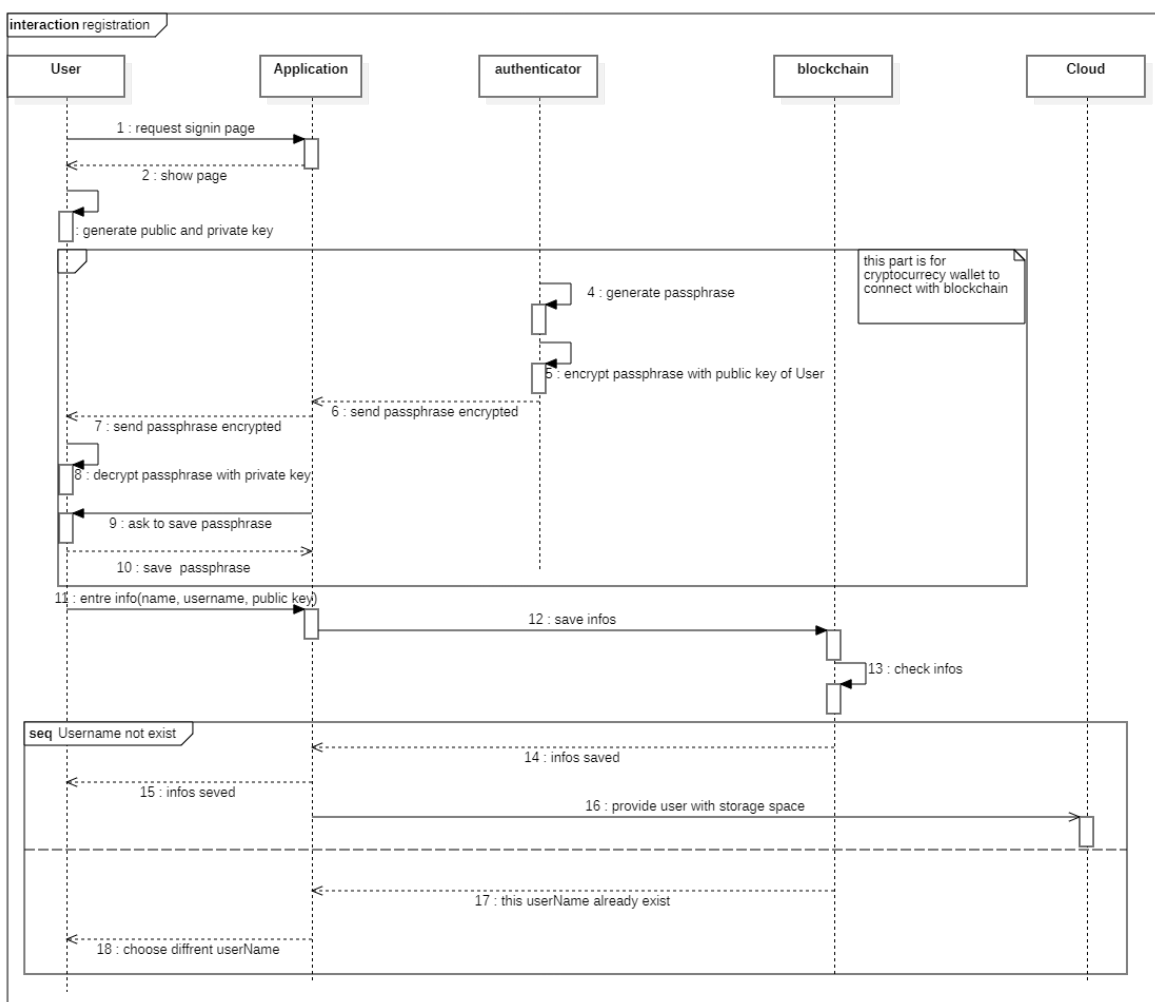 interaction registration
User
Application
authenticator
blockchain
Cloud
1 : request signin page
2 : show page
: generate public and private key
this part is for
cryptocurrecy wallet to
connect with blockchain
4 : generate passphrase
5 : encrypt passphrase with public key of User
6 : send passphrase encrypted
7 : send passphrase encrypted
8 : decrypt passphrase with private key
9 : ask to save passphrase
10 : save passphrase
11 : entre info(name, username, public key)
12 : save infos
13 : check infos
seq Username not exist
14 : infos saved
15 : infos seved
16 : provide user with storage space
17 : this userName already exist
18 : choose diffrent userName